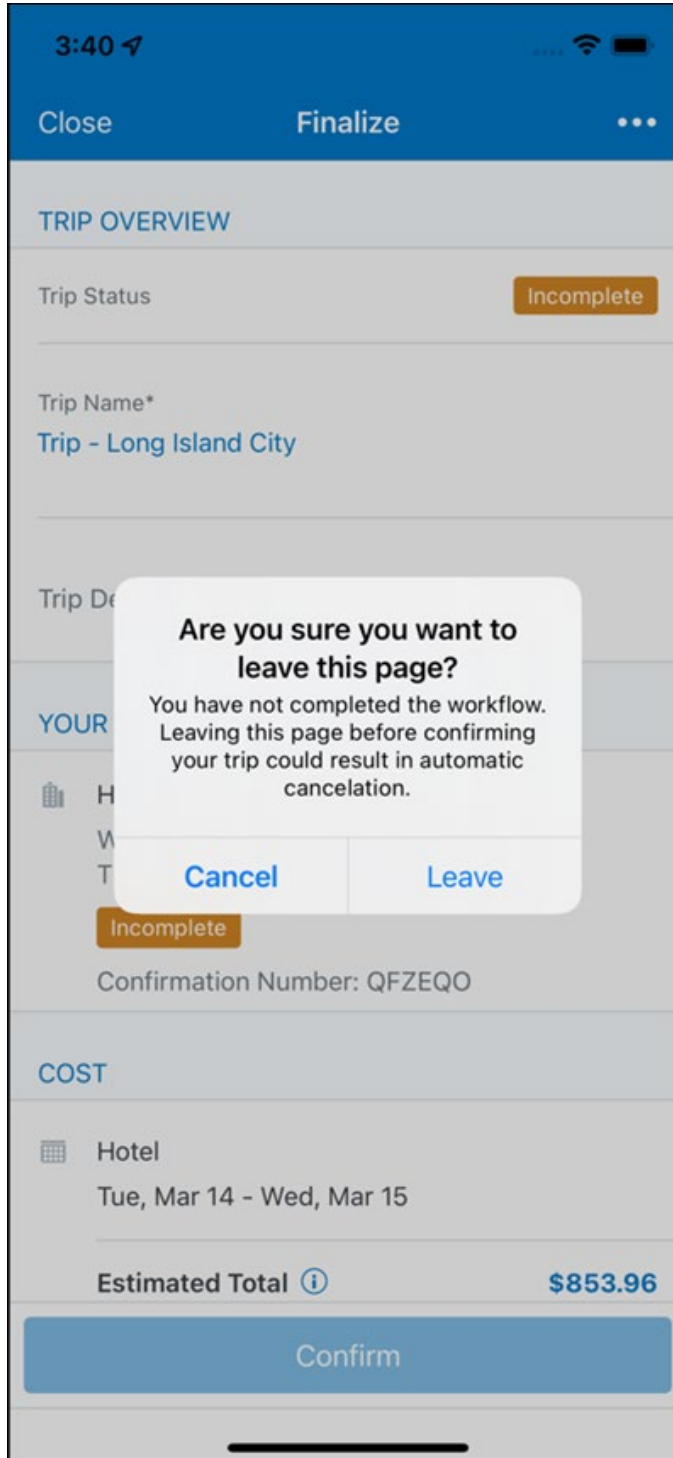 3:40
Close Finalize
TRIP OVERVIEW
Trip Status Incomplete
Trip Name*
Trip - Long Island City
Trip De
Are you sure you want to
leave this page?
You have not completed the workflow.
Leaving this page before confirming
your trip could result in automatic
cancelation.
Cancel Leave
YOUR
H
W
T
Incomplete
Confirmation Number: QFZEQO
COST
Hotel
Tue, Mar 14 - Wed, Mar 15
Estimated Total $853.96
Confirm